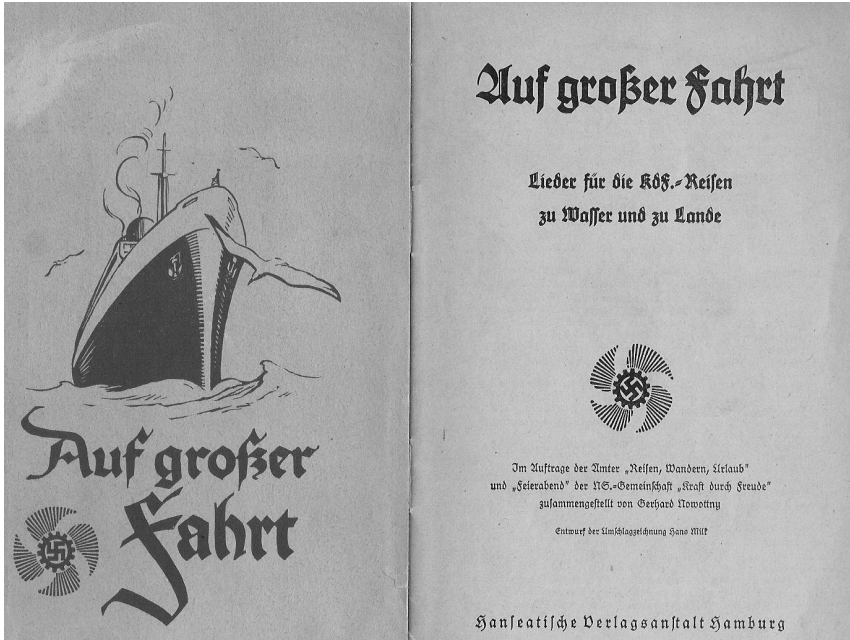 Auf großer
Fahrt
Auf großer Fahrt
Lieder für die KdF.-Reisen
zu Wasser und zu Lande
Im Auftrage der Ämter „Reisen, Wandern, Urlaub"
und „Feierabend" der NS.-Gemeinschaft „Kraft durch Freude"
zusammengestellt von Gerhard Nowottny
Entwurf der Umschlagzeichnung Hans Milk
Hanseatische Verlagsanstalt Hamburg